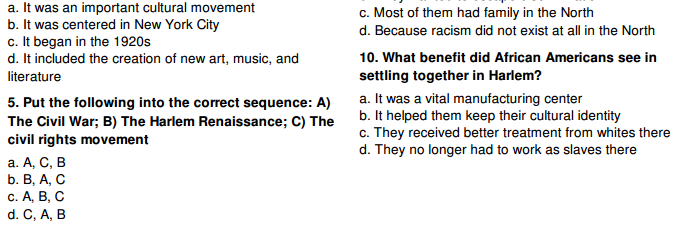 a. It was an important cultural movement
b. It was centered in New York City
c. It began in the 1920s
d. It included the creation of new art, music, and
literature
5. Put the following into the correct sequence: A)
The Civil War; B) The Harlem Renaissance; C) The
civil rights movement
a. A, C, B
b. B, A, C
c. A, B, C
d. C, A, B
c. Most of them had family in the North
d. Because racism did not exist at all in the North
10. What benefit did African Americans see in
settling together in Harlem?
a. It was a vital manufacturing center
b. It helped them keep their cultural identity
c. They received better treatment from whites there
d. They no longer had to work as slaves there